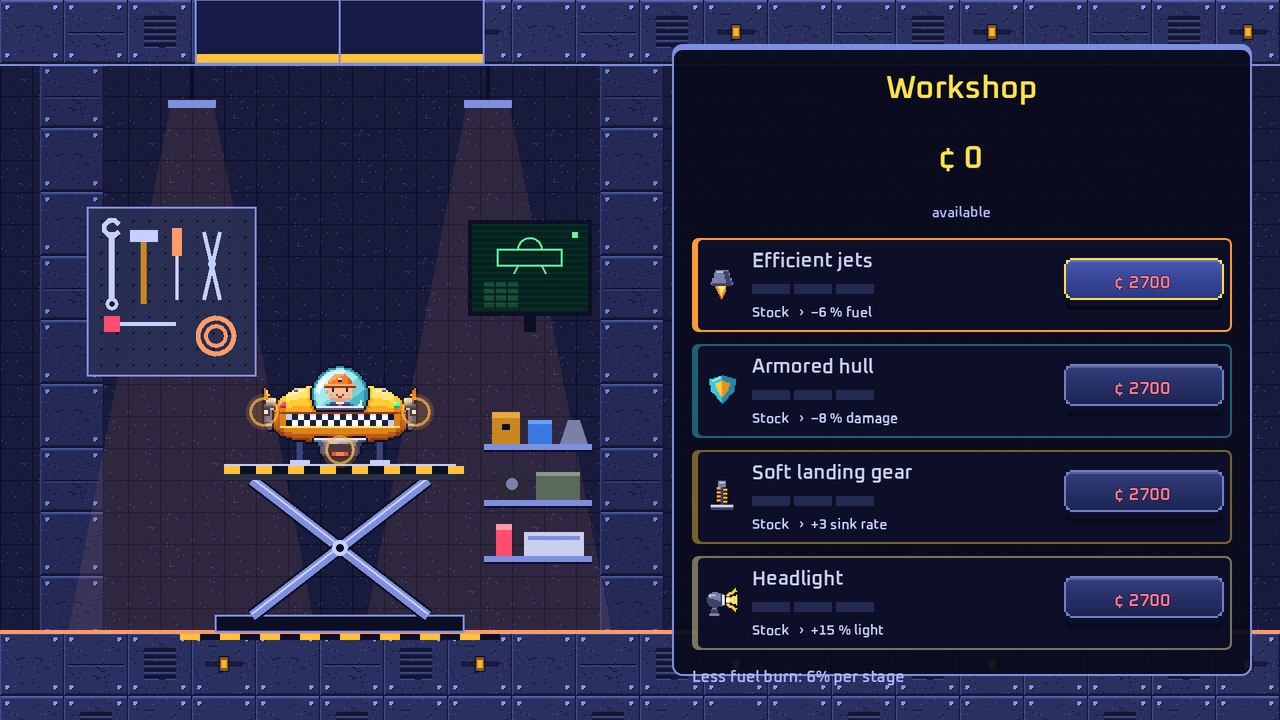 Workshop
¢ 0
available
Efficient jets
Stock › −6 % fuel
¢ 2700
Armored hull
Stock › −8 % damage
¢ 2700
Soft landing gear
Stock › +3 sink rate
¢ 2700
Headlight
Stock › +15 % light
¢ 2700
Less fuel burn: 6% per stage